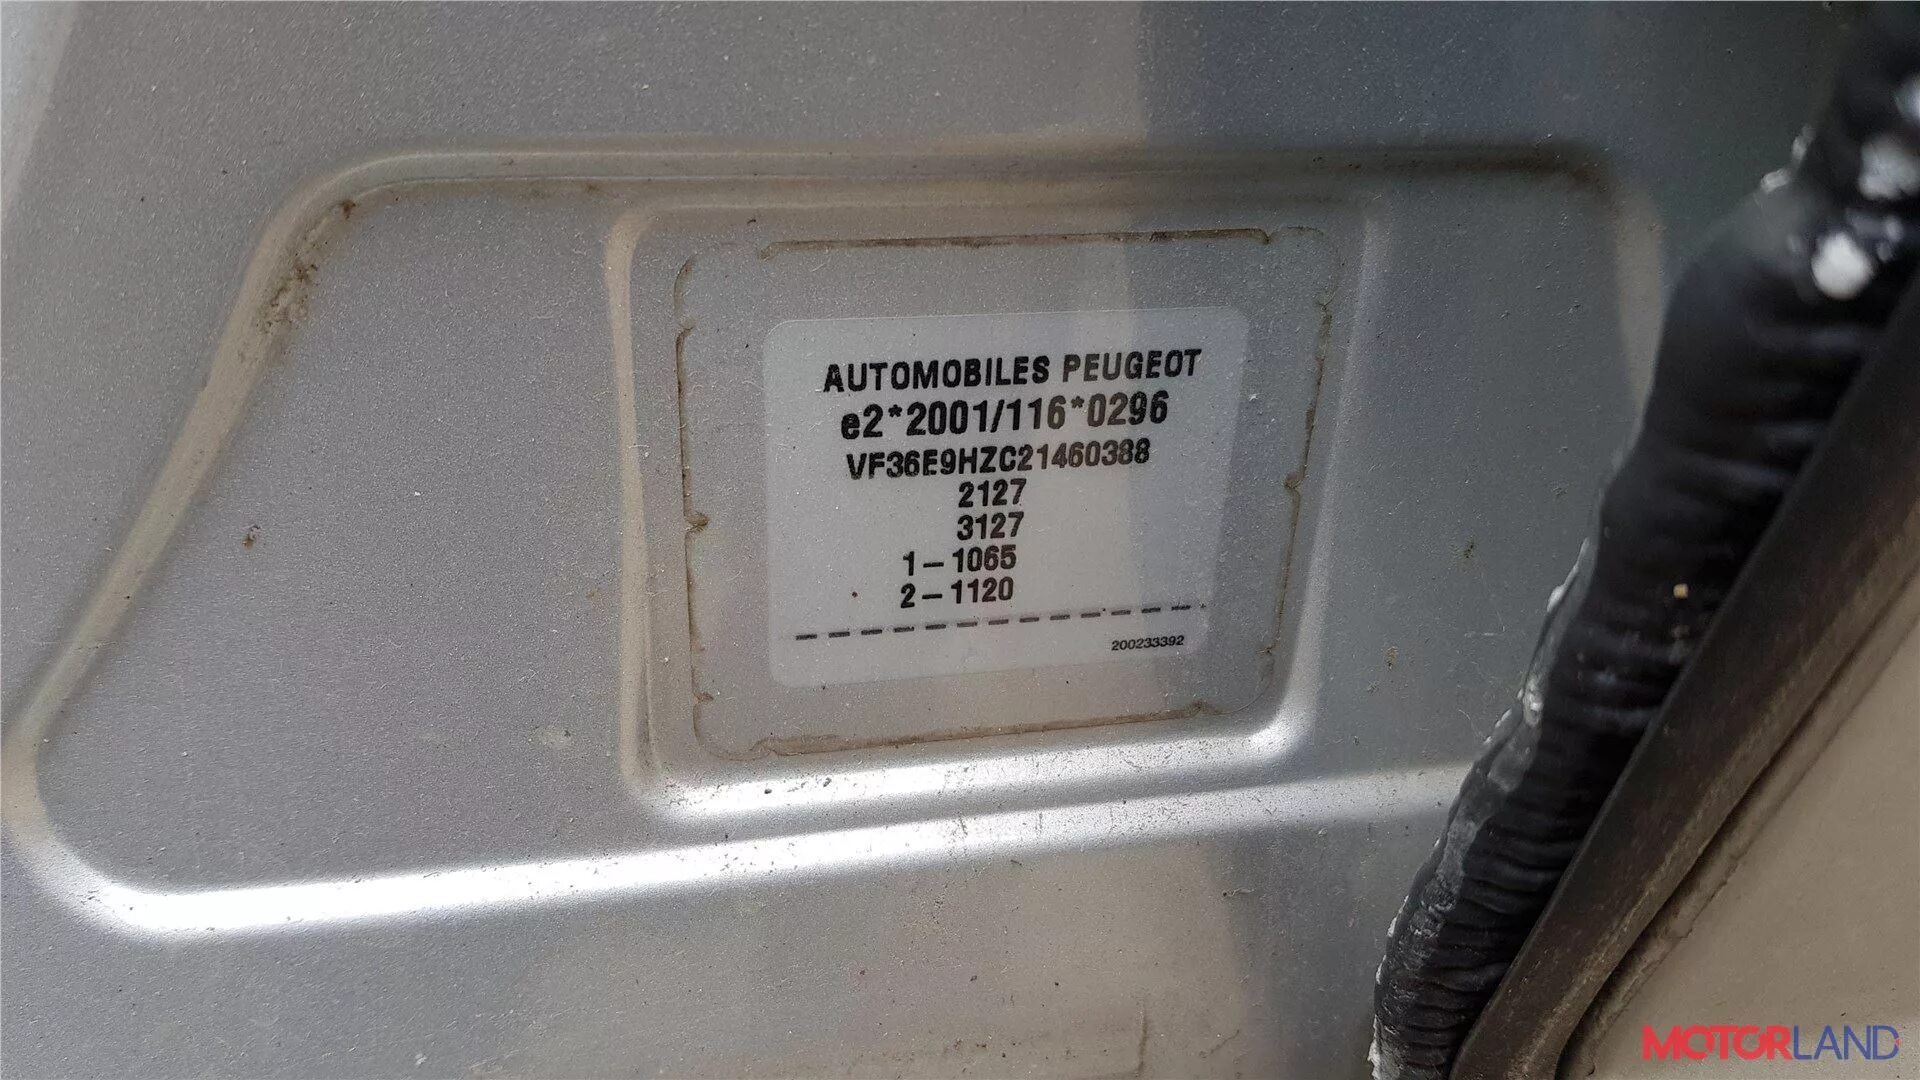 AUTOMOBILES PEUGEOT
e2*2001/116*0296
VF36E9HZC21460388
2127
3127
1–1065
2–1120
200233392
MOTORLAND